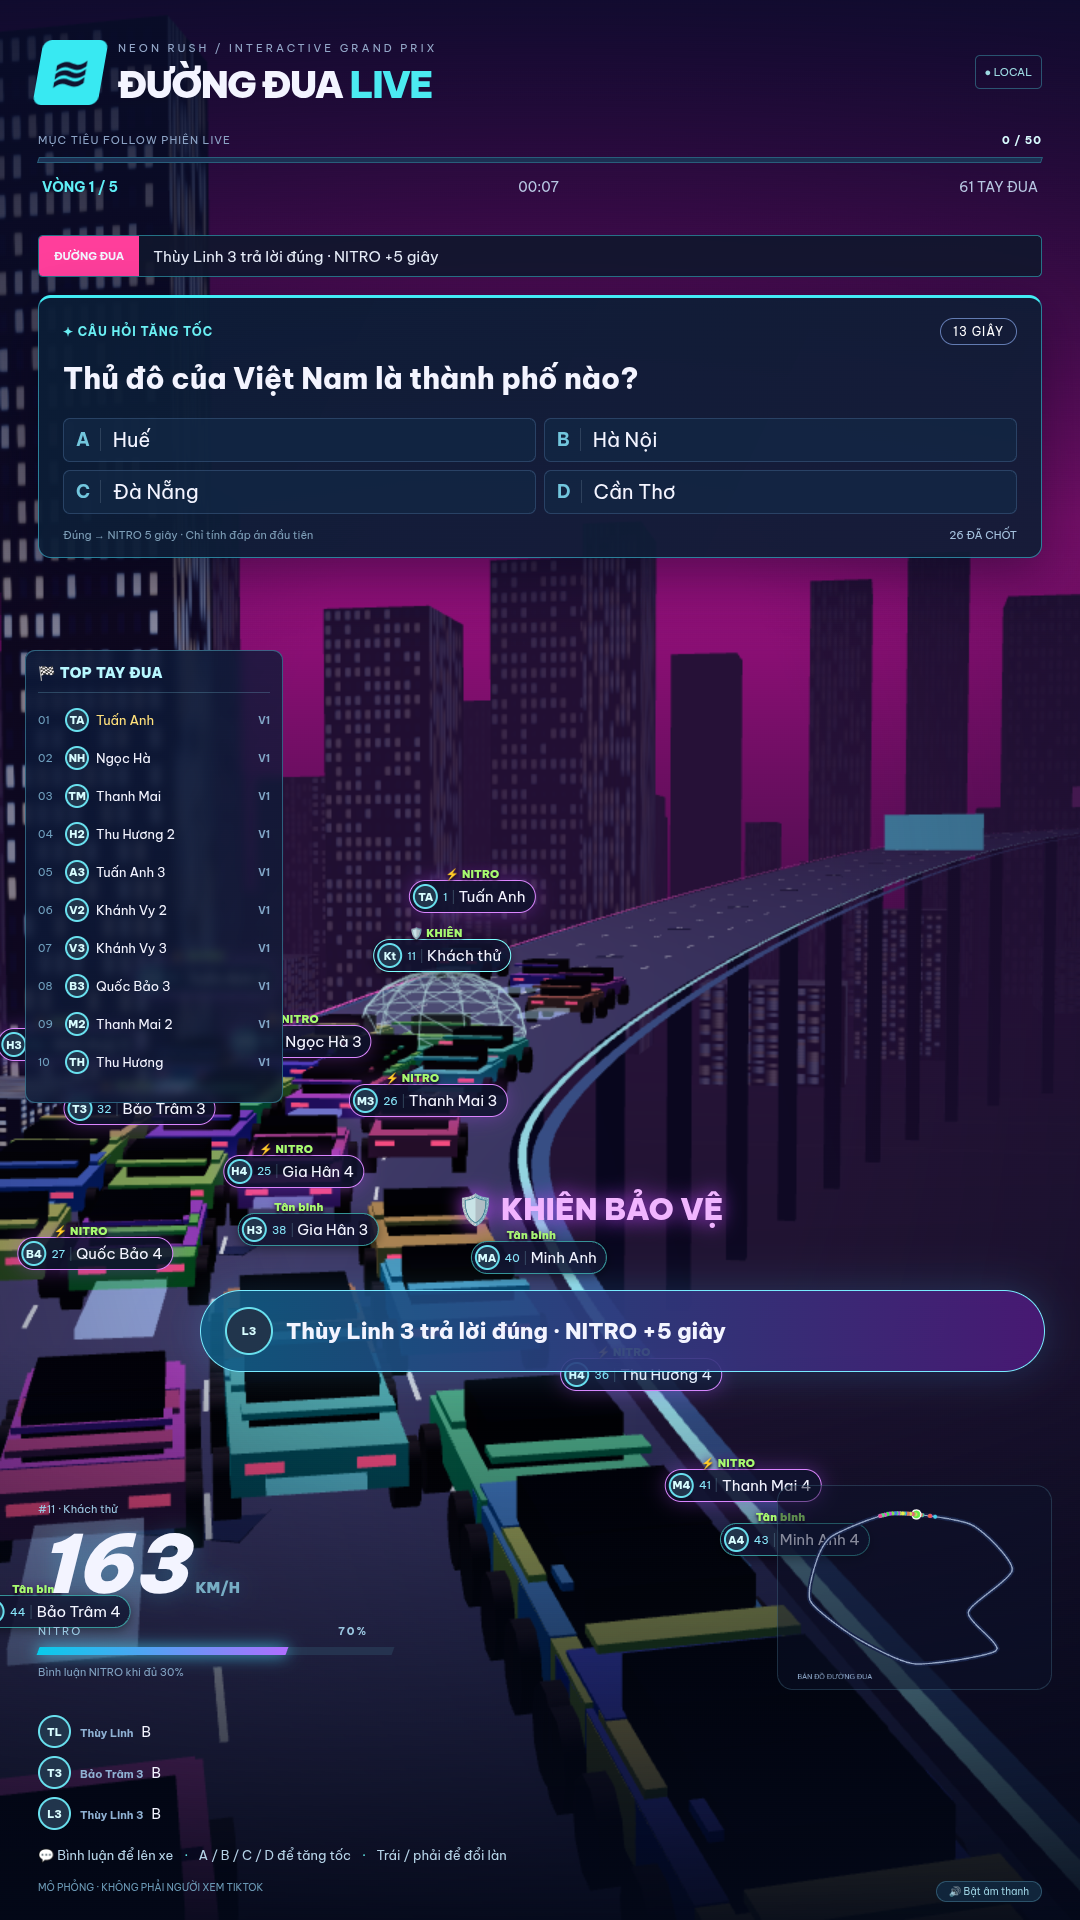 NEON RUSH / INTERACTIVE GRAND PRIX
ĐƯỜNG ĐUA LIVE
● LOCAL
MỤC TIÊU FOLLOW PHIÊN LIVE
0 / 50
VÒNG 1 / 5
00:07
61 TAY ĐUA
ĐƯỜNG ĐUA
Thùy Linh 3 trả lời đúng · NITRO +5 giây
✦ CÂU HỎI TĂNG TỐC
13 GIÂY
Thủ đô của Việt Nam là thành phố nào?
A Huế
B Hà Nội
C Đà Nẵng
D Cần Thơ
Đúng → NITRO 5 giây · Chỉ tính đáp án đầu tiên
26 ĐÃ CHỐT
🏁 TOP TAY ĐUA
01 TA Tuấn Anh V1
02 NH Ngọc Hà V1
03 TM Thanh Mai V1
04 H2 Thu Hương 2 V1
05 A3 Tuấn Anh 3 V1
06 V2 Khánh Vy 2 V1
07 V3 Khánh Vy 3 V1
08 B3 Quốc Bảo 3 V1
09 M2 Thanh Mai 2 V1
10 TH Thu Hương V1
⚡ NITRO
TA 1 Tuấn Anh
🛡️ KHIÊN
Kt 11 Khách thử
NITRO
Ngọc Hà 3
H3
⚡ NITRO
M3 26 Thanh Mai 3
T3 32 Bảo Trâm 3
⚡ NITRO
H4 25 Gia Hân 4
Tân binh
H3 38 Gia Hân 3
🛡️ KHIÊN BẢO VỆ
⚡ NITRO
B4 27 Quốc Bảo 4
Tân binh
MA 40 Minh Anh
L3 Thùy Linh 3 trả lời đúng · NITRO +5 giây
⚡ NITRO
H4 36 Thu Hương 4
⚡ NITRO
M4 41 Thanh Mai 4
Tân binh
A4 43 Minh Anh 4
#11 · Khách thử
163 KM/H
Tân bin
44 Bảo Trâm 4
NITRO
70%
Bình luận NITRO khi đủ 30%
BẢN ĐỒ ĐƯỜNG ĐUA
TL Thùy Linh B
T3 Bảo Trâm 3 B
L3 Thùy Linh 3 B
💬 Bình luận để lên xe · A / B / C / D để tăng tốc · Trái / phải để đổi làn
MÔ PHỎNG · KHÔNG PHẢI NGƯỜI XEM TIKTOK
🔊 Bật âm thanh